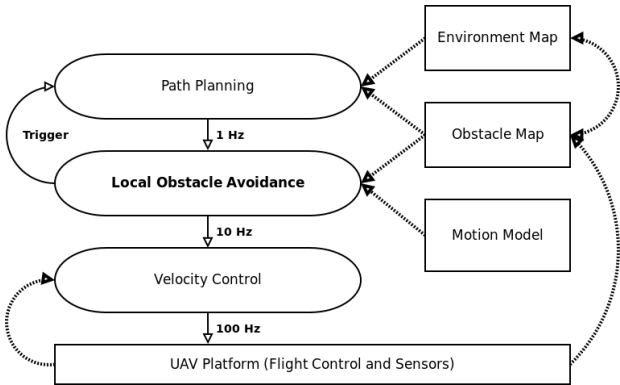 Environment Map
Path Planning
Trigger
1 Hz
Obstacle Map
Local Obstacle Avoidance
10 Hz
Motion Model
Velocity Control
100 Hz
UAV Platform (Flight Control and Sensors)